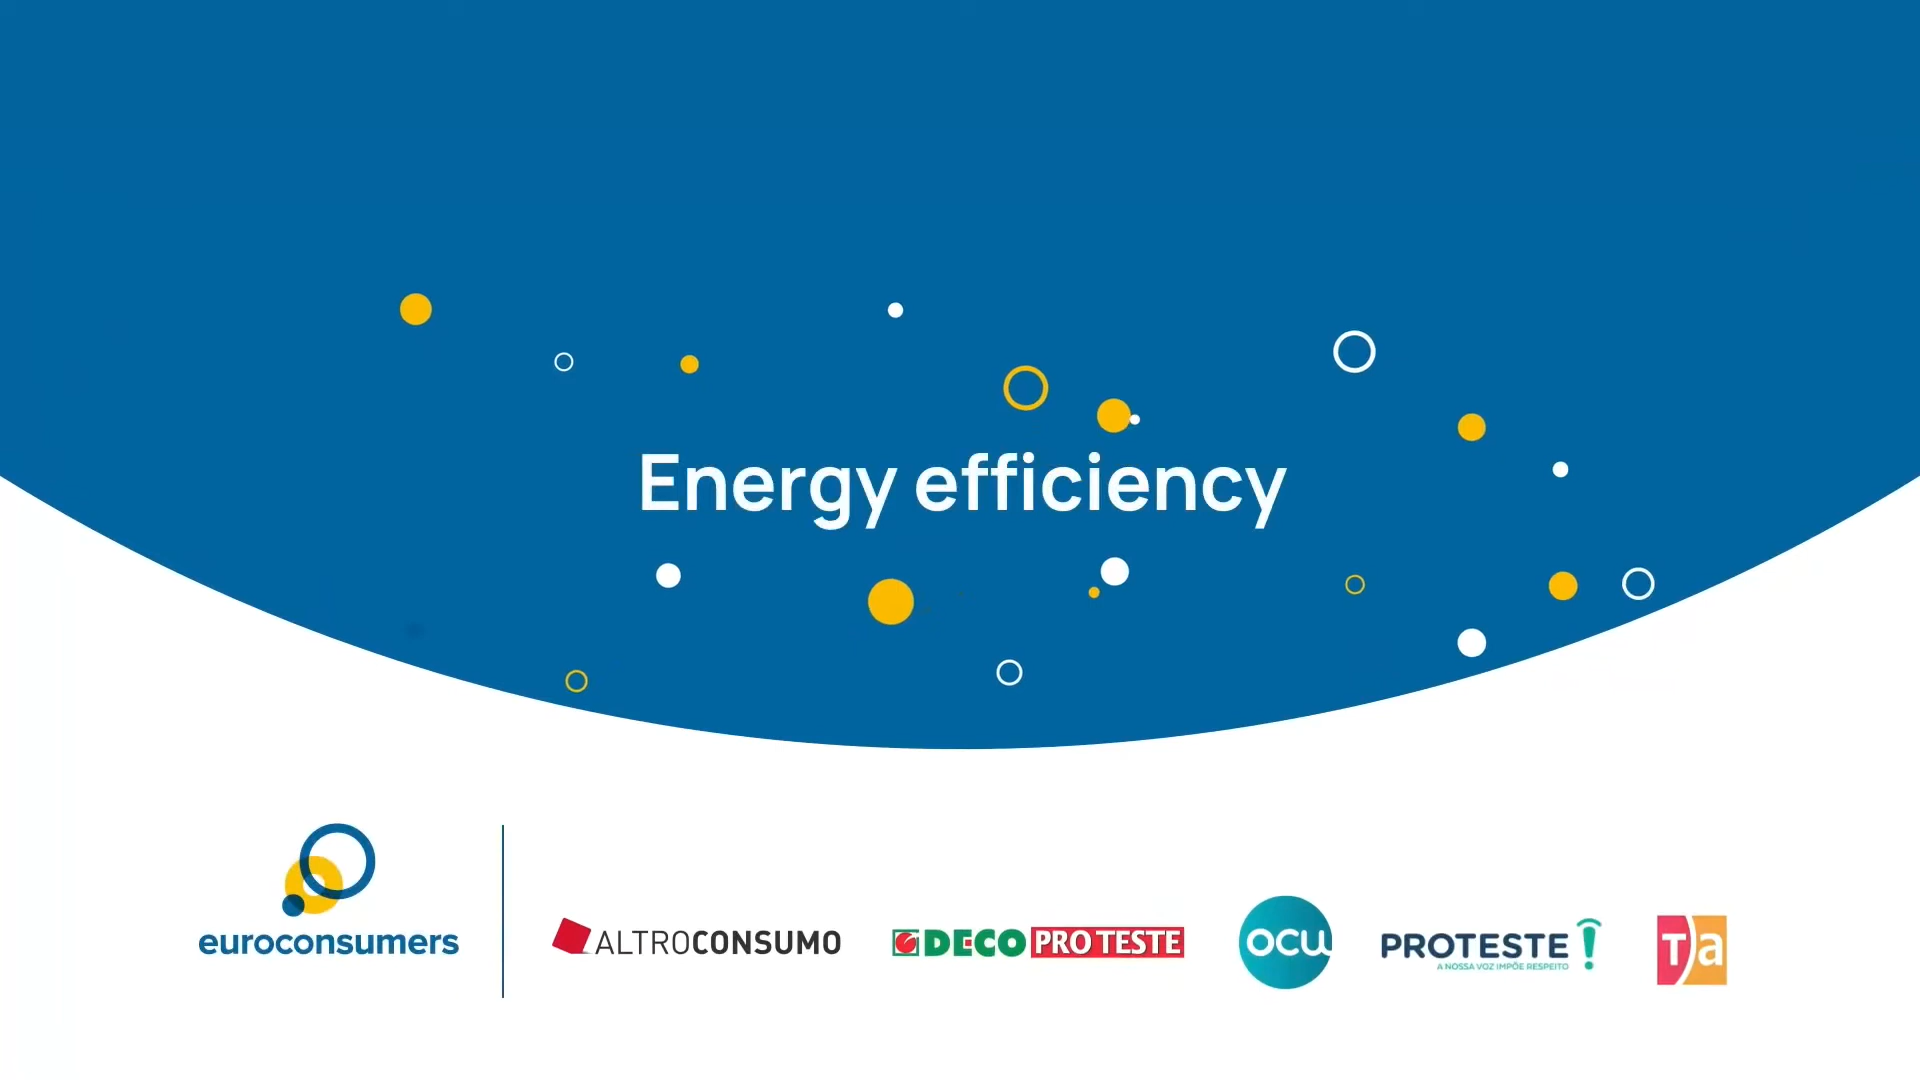 Energy efficiency
euroconsumers
ALTROCONSUMO
DECO PROTESTE
OCU
PROTESTE!
A NOSSA VOZ IMPÕE RESPEITO
T/a